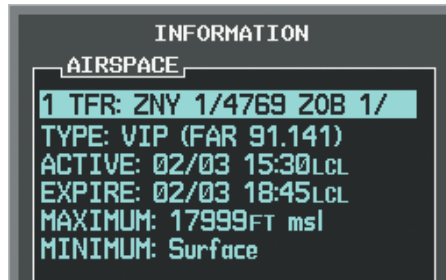 INFORMATION
AIRSPACE
1 TFR: ZNY 1/4769 ZOB 1/
TYPE: VIP (FAR 91.141)
ACTIVE: 02/03 15:30LCL
EXPIRE: 02/03 18:45LCL
MAXIMUM: 17999FT msl
MINIMUM: Surface